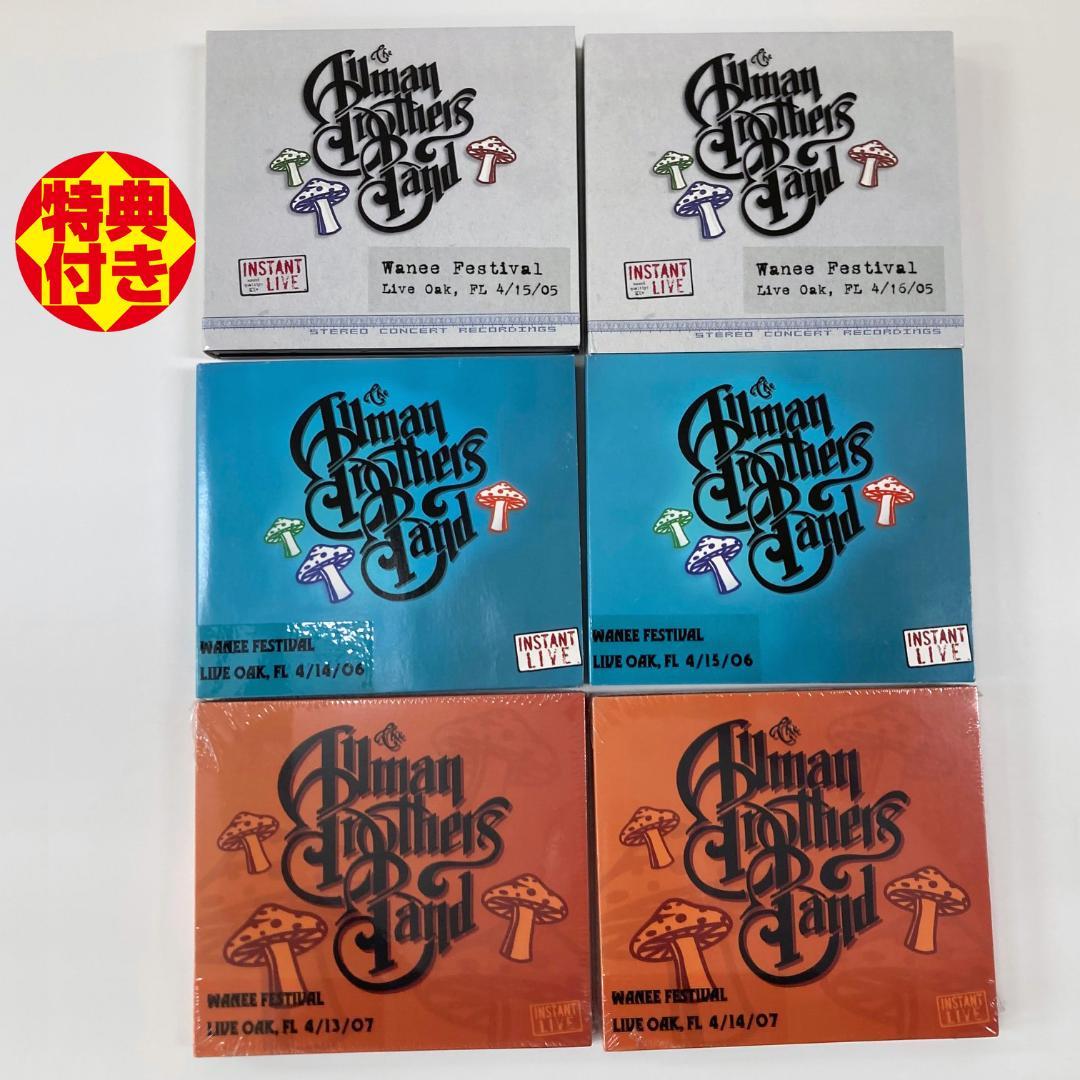 特典
付き
The
Allman
Brothers
Band
INSTANT
LIVE
Wanee Festival
Live Oak, FL 4/15/05
STEREO CONCERT RECORDINGS
The
Allman
Brothers
Band
INSTANT
LIVE
Wanee Festival
Live Oak, FL 4/16/05
STEREO CONCERT RECORDINGS
The
Allman
Brothers
Band
WANEE FESTIVAL
LIVE OAK, FL 4/14/06
INSTANT
LIVE
The
Allman
Brothers
Band
WANEE FESTIVAL
LIVE OAK, FL 4/15/06
INSTANT
LIVE
The
Allman
Brothers
Band
WANEE FESTIVAL
LIVE OAK, FL 4/13/07
INSTANT
LIVE
The
Allman
Brothers
Band
WANEE FESTIVAL
LIVE OAK, FL 4/14/07
INSTANT
LIVE